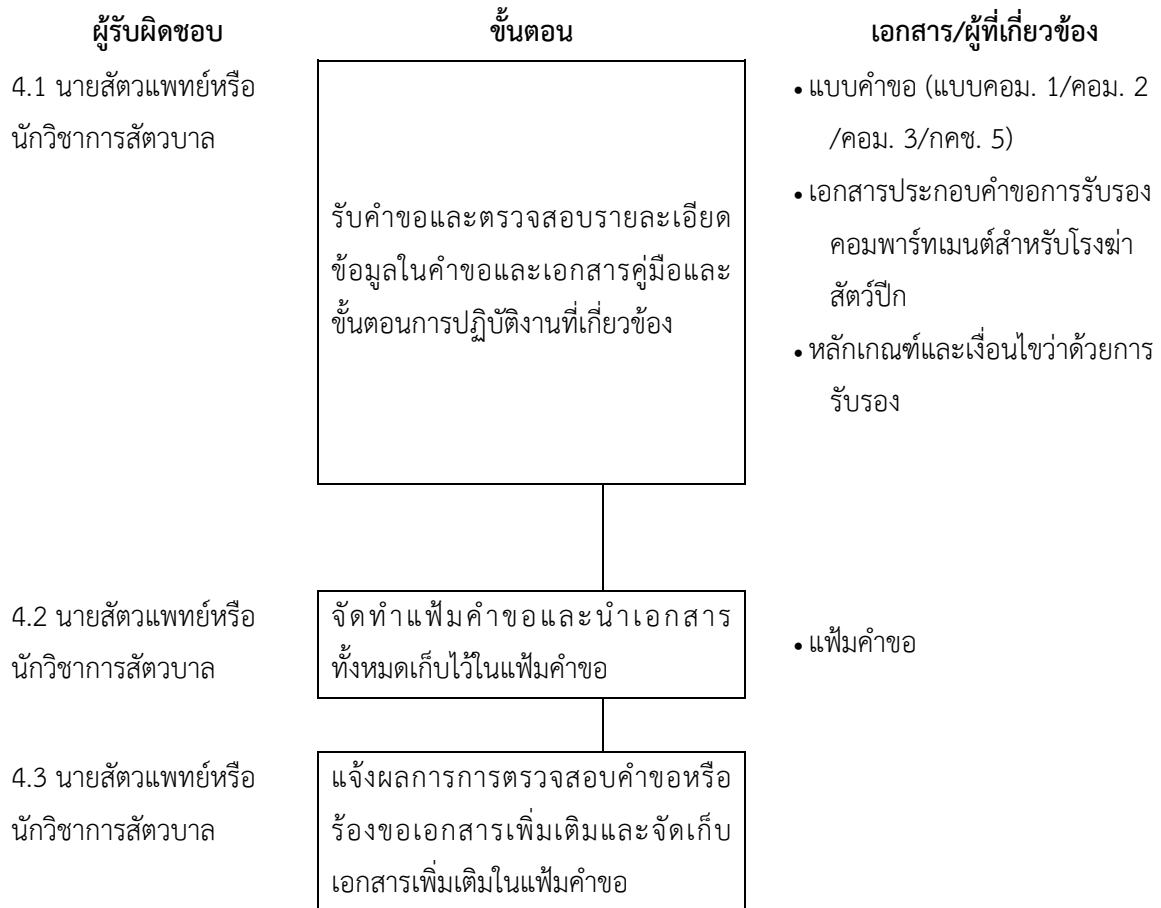 ผู้รับผิดชอบ ขั้นตอน เอกสาร/ผู้ที่เกี่ยวข้อง
4.1 นายสัตวแพทย์หรือ
นักวิชาการสัตวบาล
รับคำขอและตรวจสอบรายละเอียด
ข้อมูลในคำขอและเอกสารคู่มือและ
ขั้นตอนการปฏิบัติงานที่เกี่ยวข้อง
• แบบคำขอ (แบบคอม. 1/คอม. 2
/คอม. 3/กคช. 5)
• เอกสารประกอบคำขอการรับรอง
คอมพาร์ทเมนต์สำหรับโรงฆ่า
สัตว์ปีก
• หลักเกณฑ์และเงื่อนไขว่าด้วยการ
รับรอง
4.2 นายสัตวแพทย์หรือ
นักวิชาการสัตวบาล
จัดทำแฟ้มคำขอและนำเอกสาร
ทั้งหมดเก็บไว้ในแฟ้มคำขอ
• แฟ้มคำขอ
4.3 นายสัตวแพทย์หรือ
นักวิชาการสัตวบาล
แจ้งผลการการตรวจสอบคำขอหรือ
ร้องขอเอกสารเพิ่มเติมและจัดเก็บ
เอกสารเพิ่มเติมในแฟ้มคำขอ